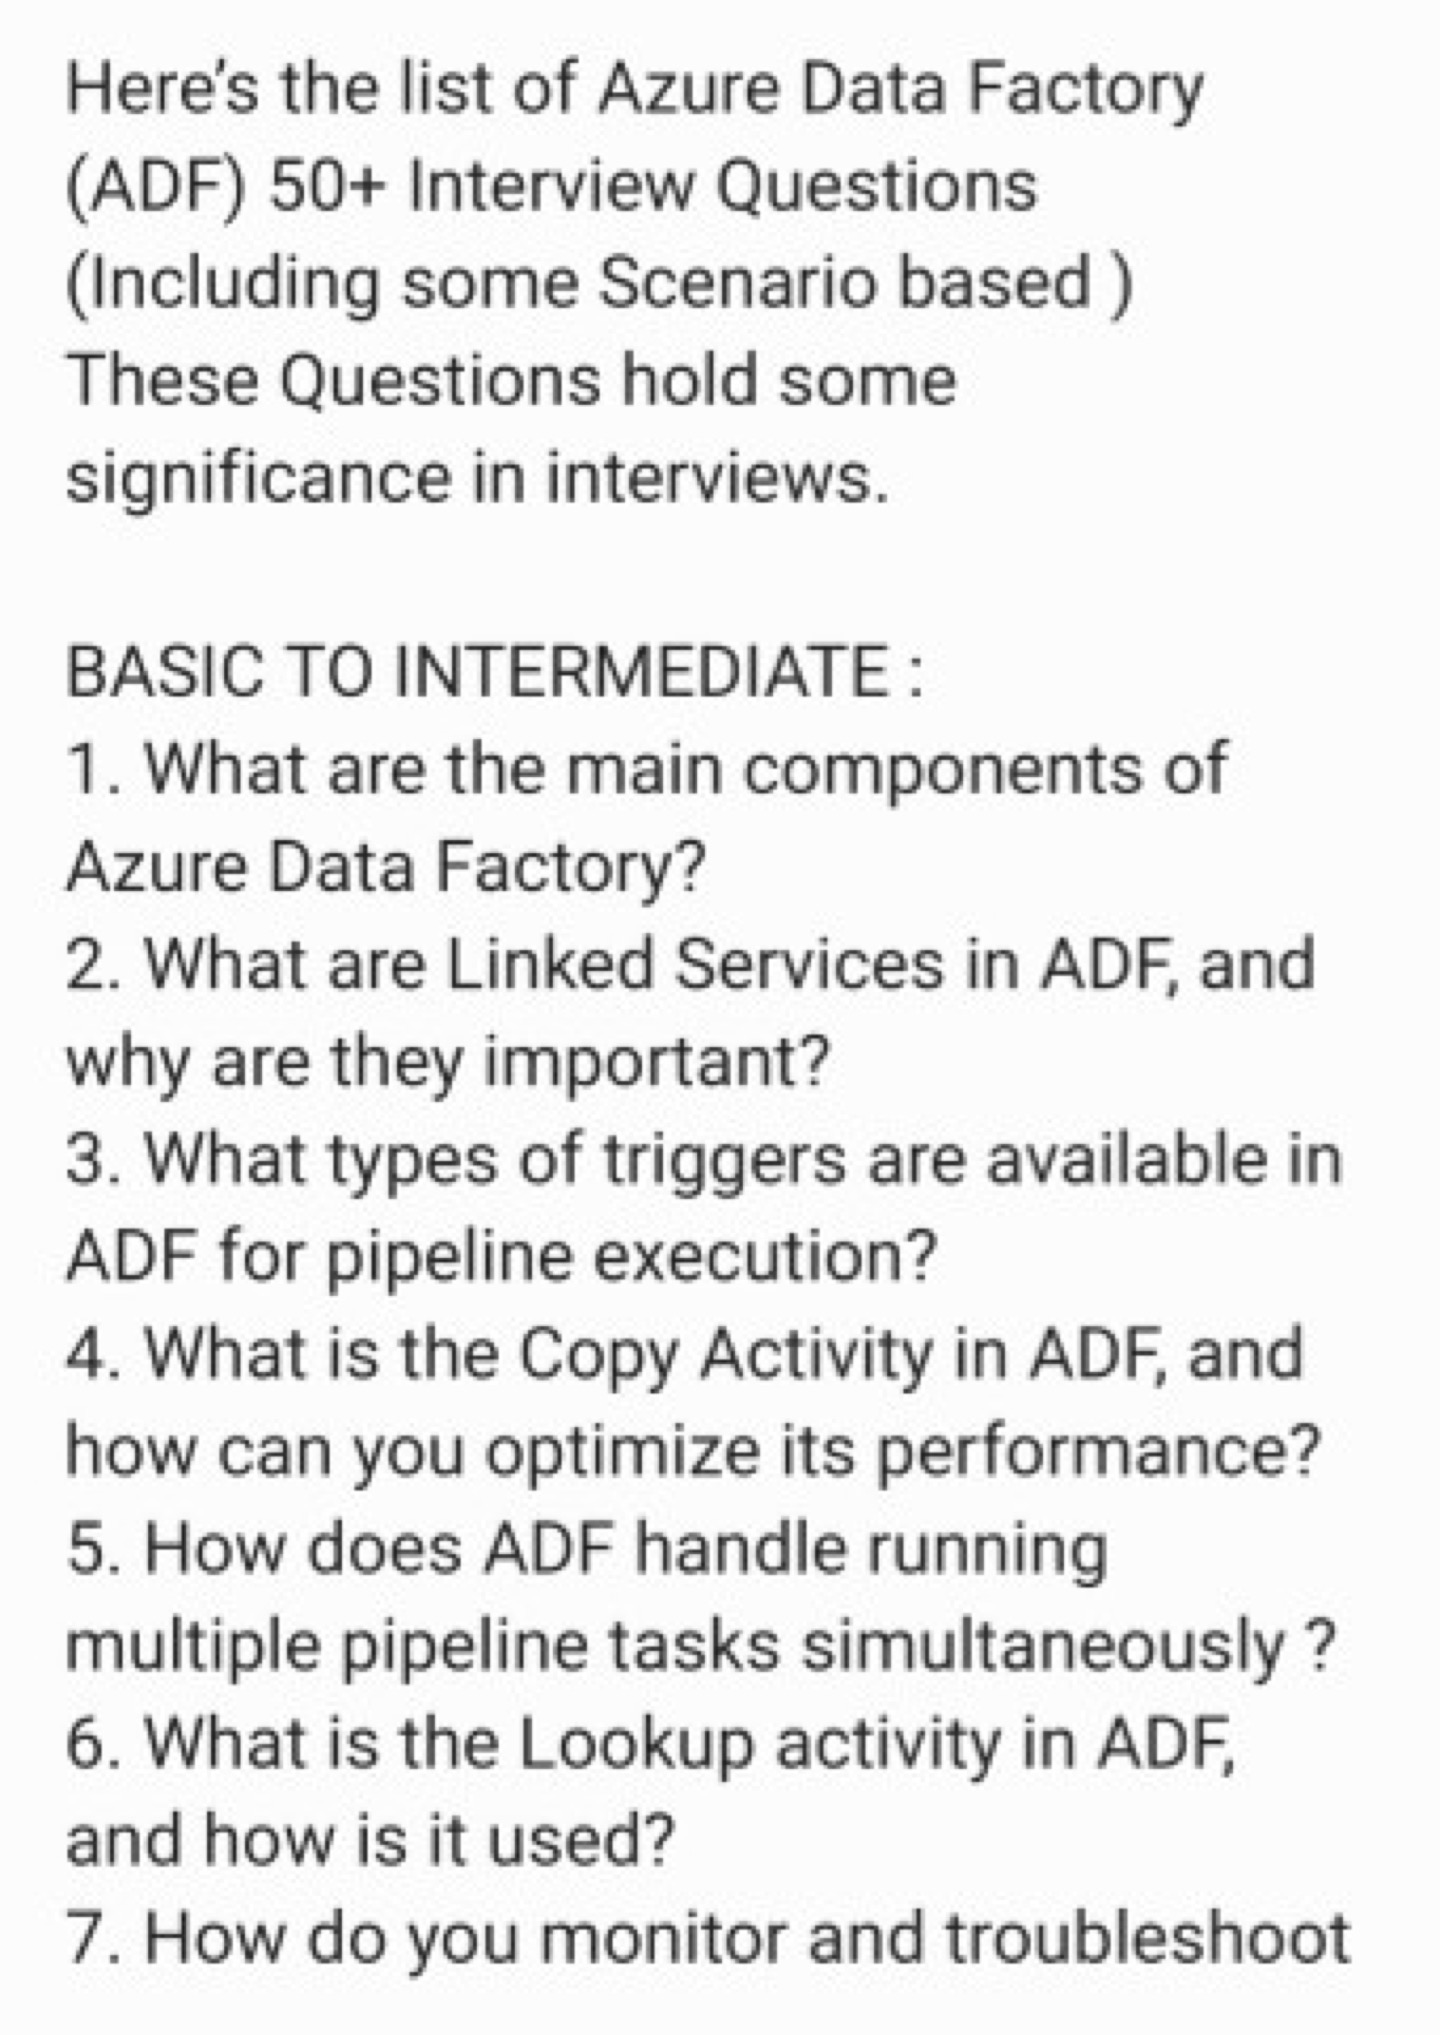 Here's the list of Azure Data Factory
(ADF) 50+ Interview Questions
(Including some Scenario based )
These Questions hold some
significance in interviews.

BASIC TO INTERMEDIATE :
1. What are the main components of
Azure Data Factory?
2. What are Linked Services in ADF, and
why are they important?
3. What types of triggers are available in
ADF for pipeline execution?
4. What is the Copy Activity in ADF, and
how can you optimize its performance?
5. How does ADF handle running
multiple pipeline tasks simultaneously ?
6. What is the Lookup activity in ADF,
and how is it used?
7. How do you monitor and troubleshoot